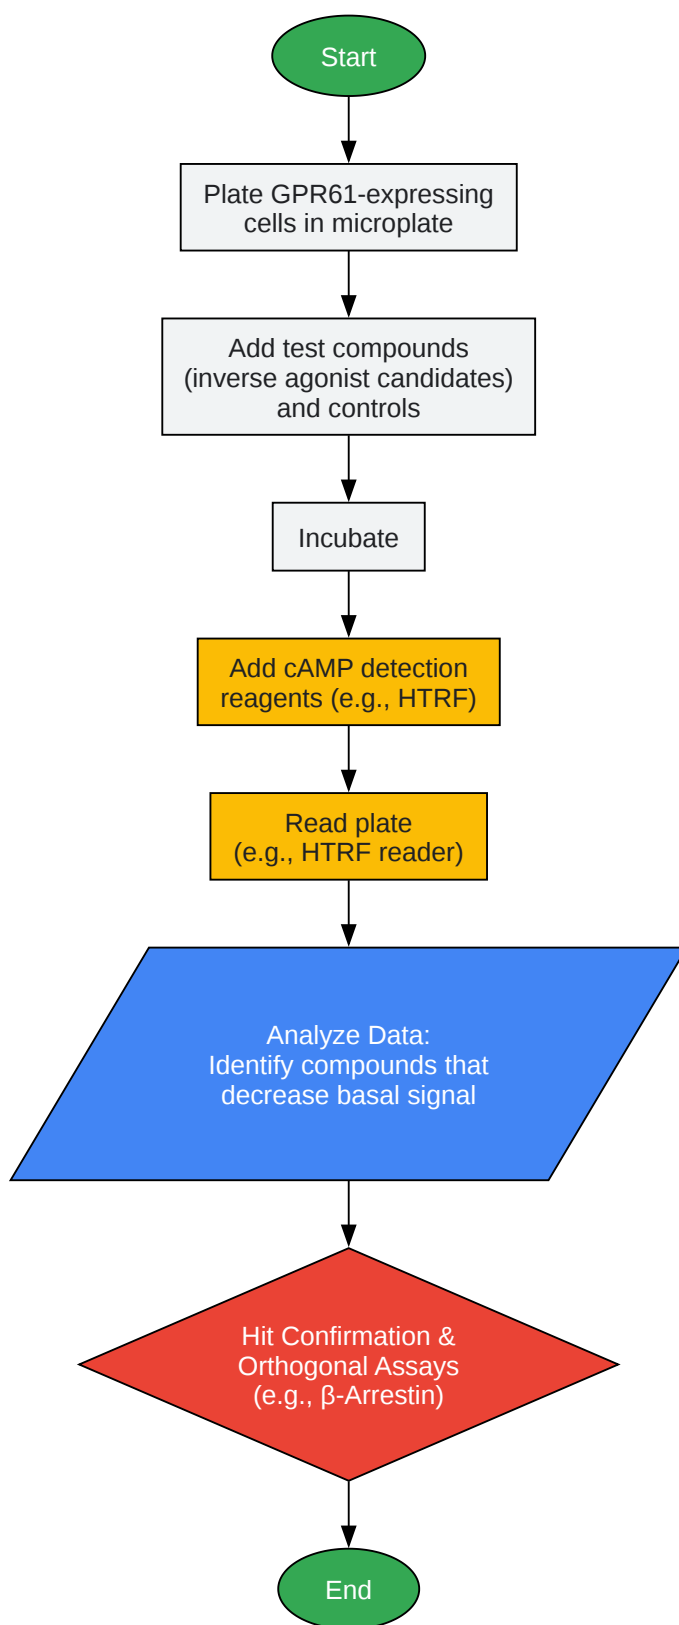 Start
Plate GPR61-expressing
cells in microplate
Add test compounds
(inverse agonist candidates)
and controls
Incubate
Add cAMP detection
reagents (e.g., HTRF)
Read plate
(e.g., HTRF reader)
Analyze Data:
Identify compounds that
decrease basal signal
Hit Confirmation &
Orthogonal Assays
(e.g., β-Arrestin)
End